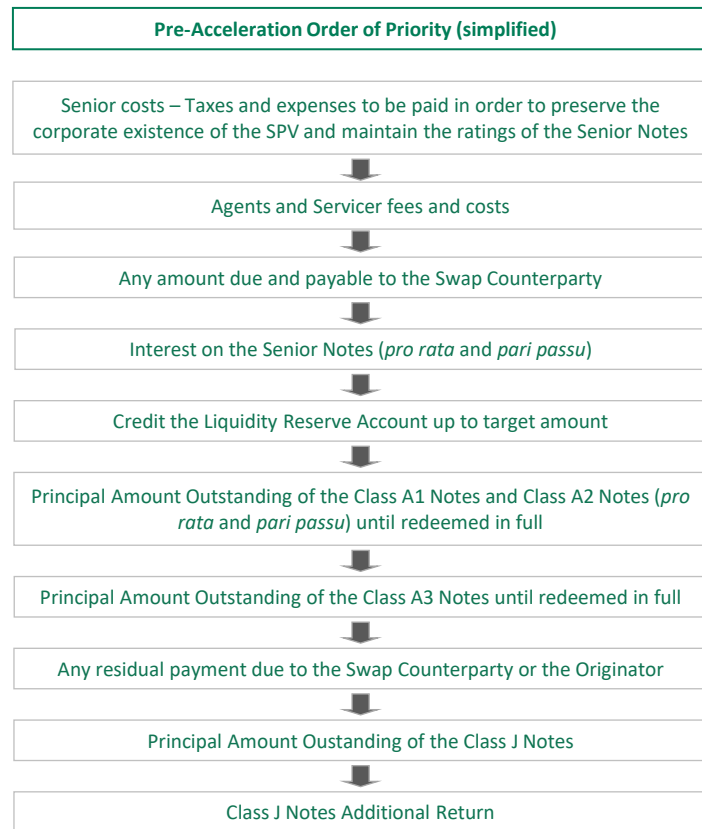 Pre-Acceleration Order of Priority (simplified)
Senior costs – Taxes and expenses to be paid in order to preserve the
corporate existence of the SPV and maintain the ratings of the Senior Notes
Agents and Servicer fees and costs
Any amount due and payable to the Swap Counterparty
Interest on the Senior Notes (pro rata and pari passu)
Credit the Liquidity Reserve Account up to target amount
Principal Amount Outstanding of the Class A1 Notes and Class A2 Notes (pro
rata and pari passu) until redeemed in full
Principal Amount Outstanding of the Class A3 Notes until redeemed in full
Any residual payment due to the Swap Counterparty or the Originator
Principal Amount Oustanding of the Class J Notes
Class J Notes Additional Return